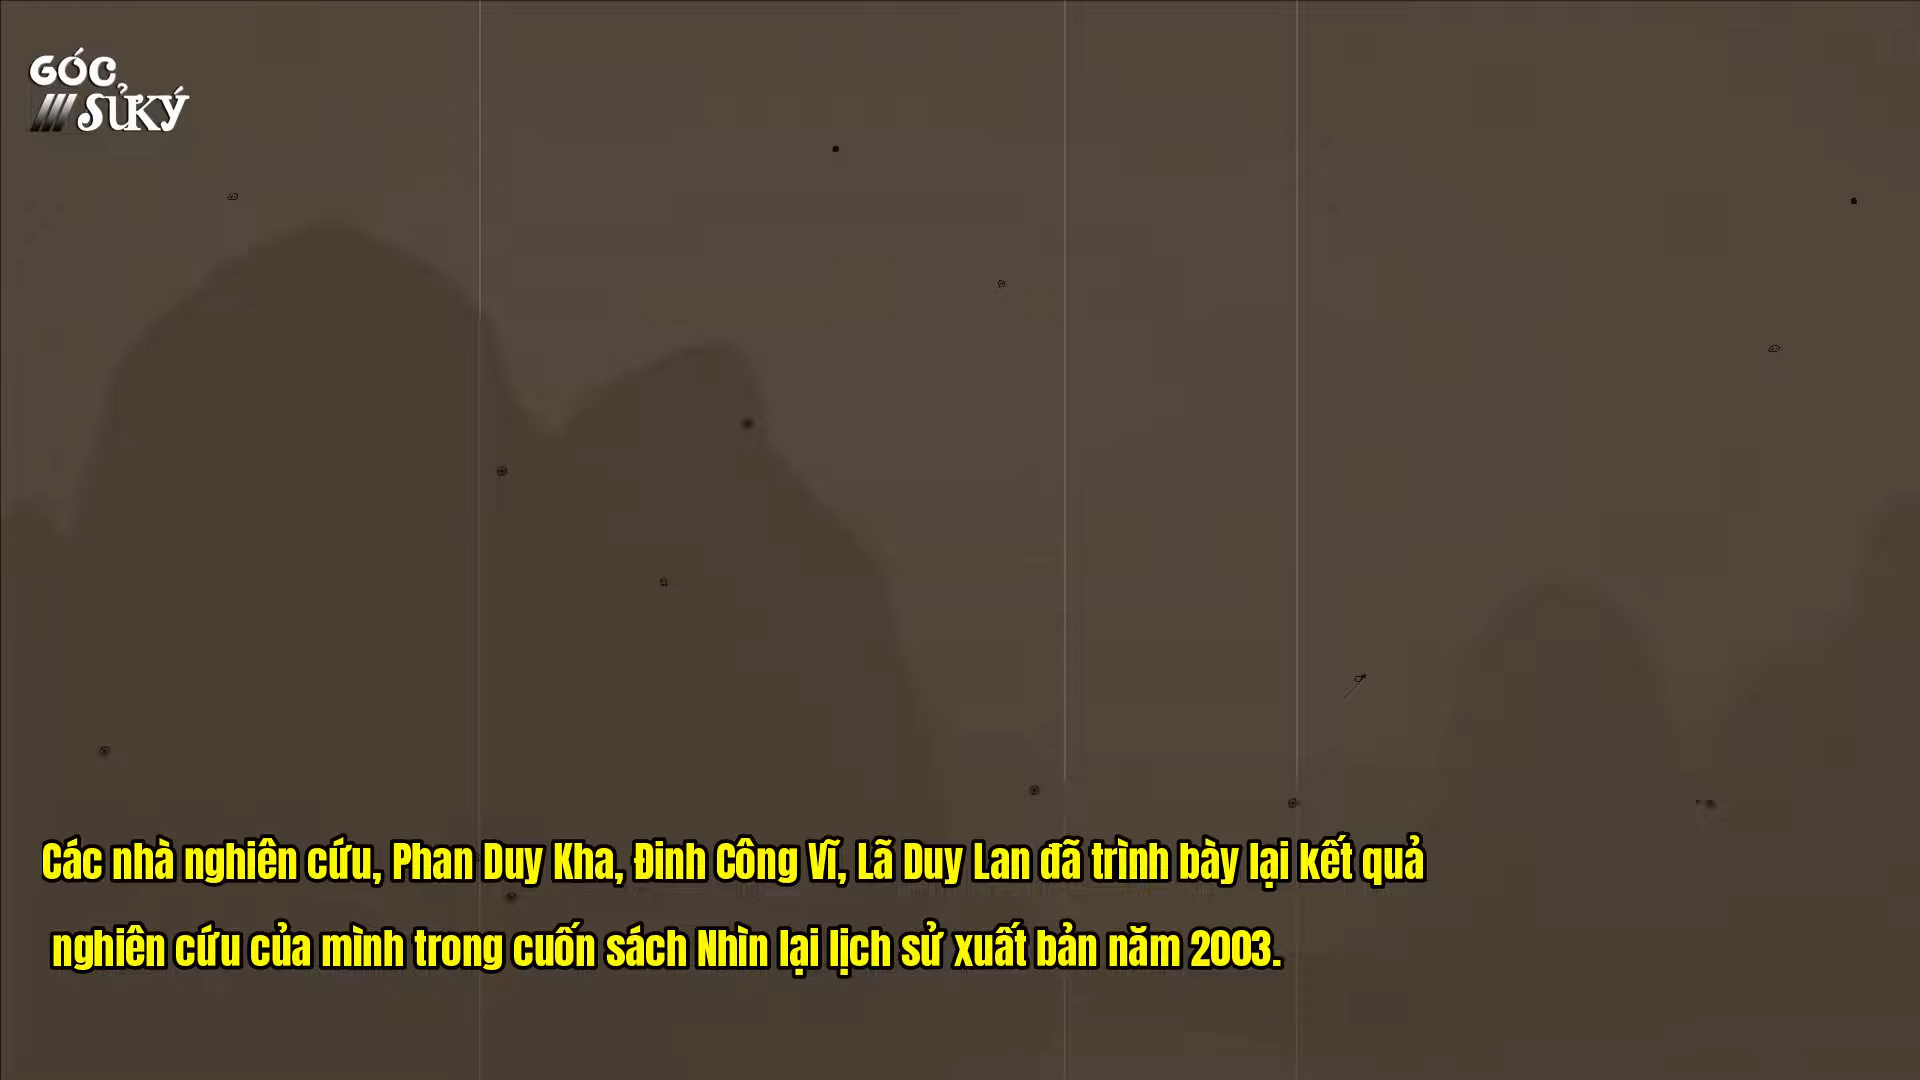 GÓC
SỬ KÝ
Các nhà nghiên cứu, Phan Duy Kha, Đinh Công Vĩ, Lã Duy Lan đã trình bày lại kết quả
nghiên cứu của mình trong cuốn sách Nhìn lại lịch sử xuất bản năm 2003.